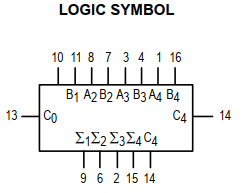 LOGIC SYMBOL
10 11 8 7 3 4 1 16
B1 A2 B2 A3 B3 A4 B4
13 C0 C4 14
Σ1 Σ2 Σ3 Σ4 C4
9 6 2 15 14